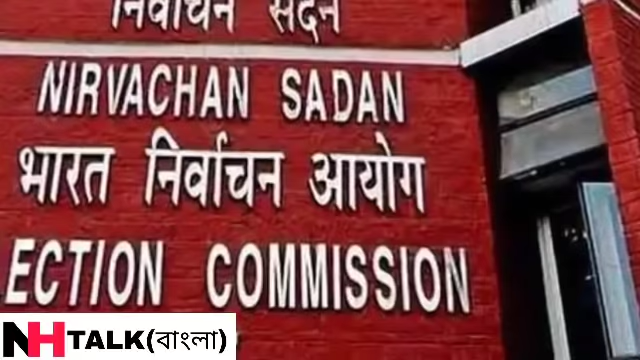 निर्वाचन सदन
NIRVACHAN SADAN
भारत निर्वाचन आयोग
ECTION COMMISSION
NHTALK(বাংলা)